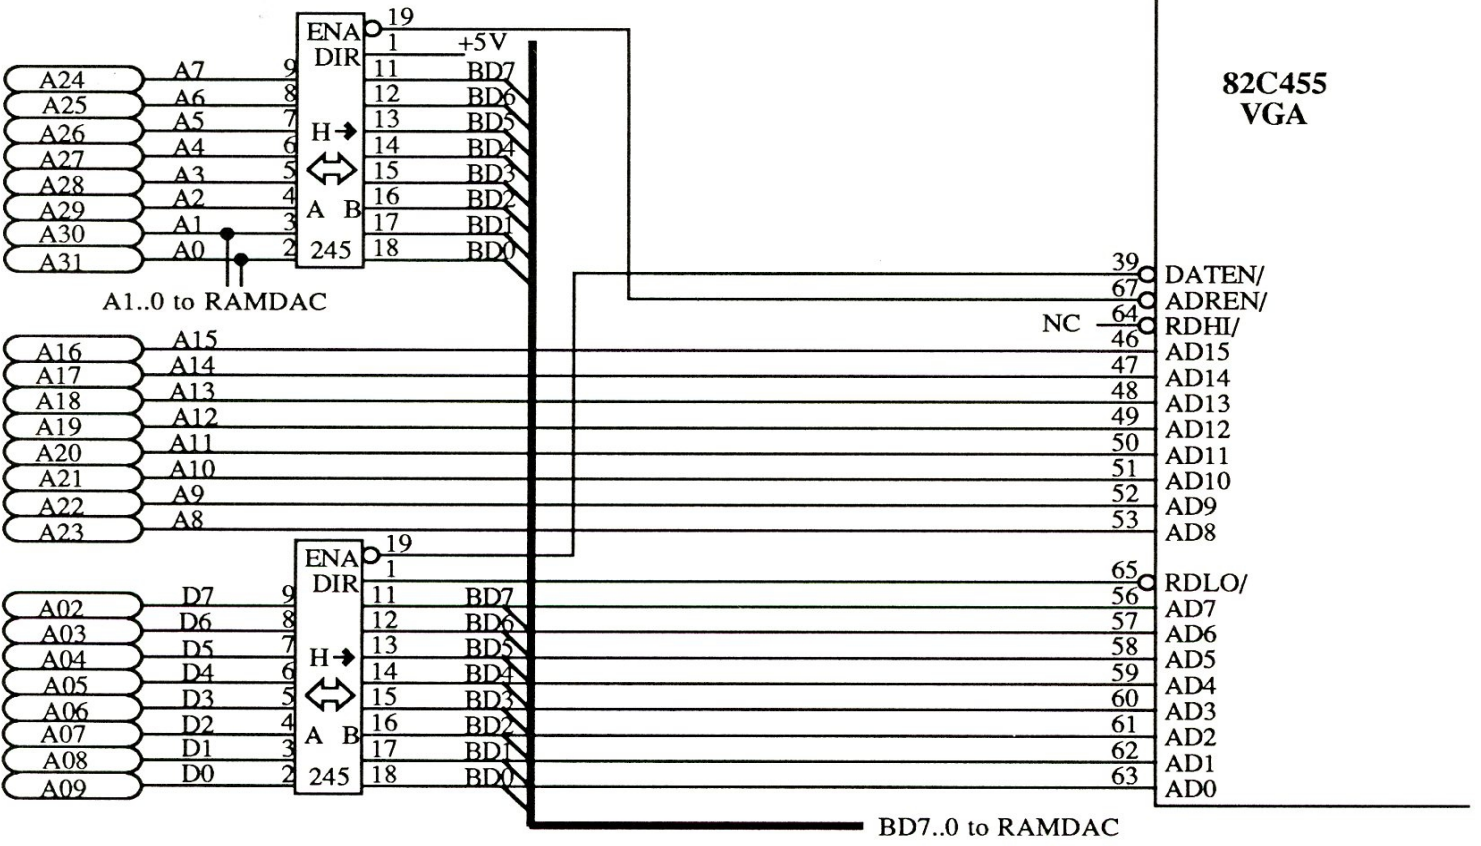 ENA 19
DIR 1 +5V
82C455
VGA
A24 A7 9 11 BD7
A25 A6 8 12 BD6
A26 A5 7 13 BD5
A27 A4 6 14 BD4
A28 A3 5 15 BD3
A29 A2 4 16 BD2
A30 A1 3 17 BD1
A31 A0 2 18 BD0
H
A B
245
A1..0 to RAMDAC
39 DATEN/
67 ADREN/
NC 64 RDHI/
A16 A15 46 AD15
A17 A14 47 AD14
A18 A13 48 AD13
A19 A12 49 AD12
A20 A11 50 AD11
A21 A10 51 AD10
A22 A9 52 AD9
A23 A8 53 AD8
ENA 19
DIR 1 65 RDLO/
A02 D7 9 11 BD7 56 AD7
A03 D6 8 12 BD6 57 AD6
A04 D5 7 13 BD5 58 AD5
A05 D4 6 14 BD4 59 AD4
A06 D3 5 15 BD3 60 AD3
A07 D2 4 16 BD2 61 AD2
A08 D1 3 17 BD1 62 AD1
A09 D0 2 18 BD0 63 AD0
H
A B
245
BD7..0 to RAMDAC